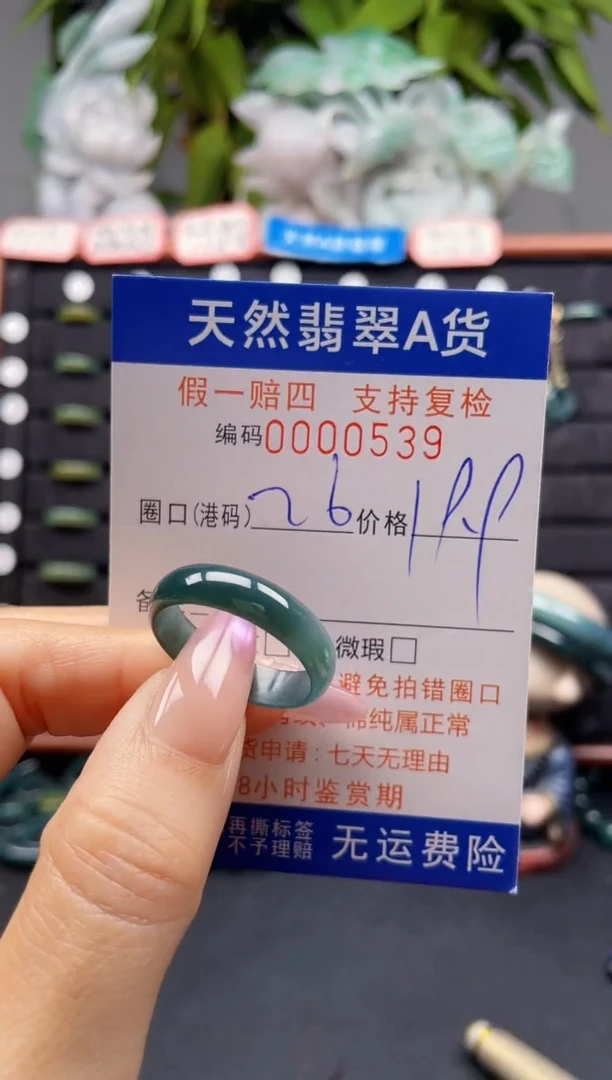 天然翡翠A货
假一赔四 支持复检
编码0000539
圈口(港码) 26 价格
备
微瑕□
避免拍错圈口
棉纯属正常
货申请:七天无理由
8小时鉴赏期
再撕标签
不予理赔
无运费险